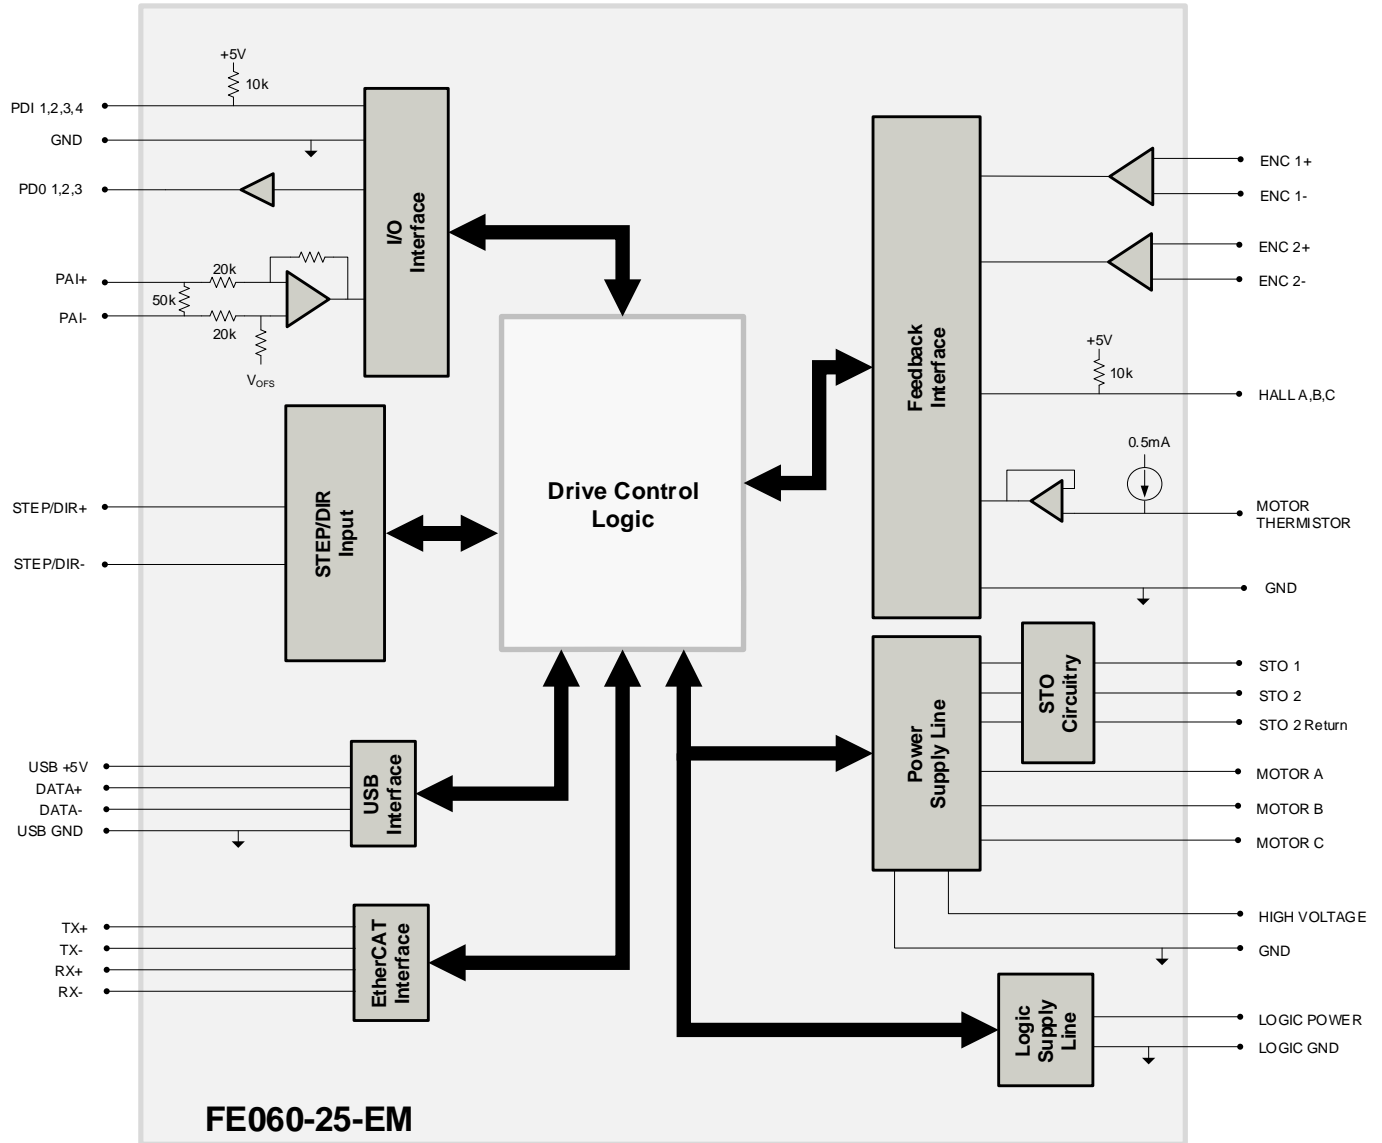 +5V
10k
PDI 1,2,3,4
GND
PD0 1,2,3
PAI+
20k
50k
PAI-
20k
VOFS
I/O
Interface
STEP/DIR+
STEP/DIR-
STEP/DIR
Input
Drive Control
Logic
USB +5V
DATA+
DATA-
USB GND
USB
Interface
TX+
TX-
RX+
RX-
EtherCAT
Interface
Feedback
Interface
ENC 1+
ENC 1-
ENC 2+
ENC 2-
+5V
10k
HALL A,B,C
0.5mA
MOTOR
THERMISTOR
GND
Power
Supply Line
STO
Circuitry
STO 1
STO 2
STO 2 Return
MOTOR A
MOTOR B
MOTOR C
HIGH VOLTAGE
GND
Logic
Supply
Line
LOGIC POWER
LOGIC GND
FE060-25-EM